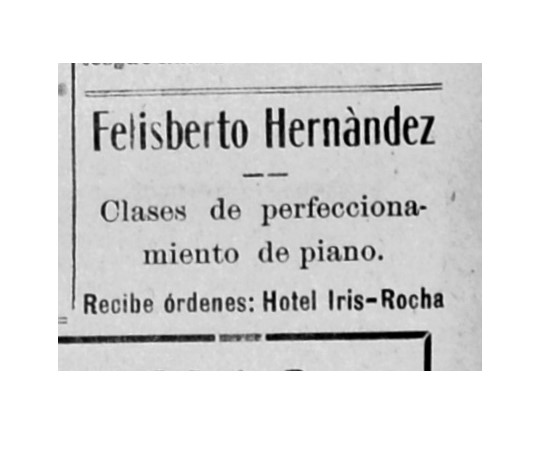 Felisberto Hernàndez
Clases de perfecciona-
miento de piano.
Recibe órdenes: Hotel Iris-Rocha